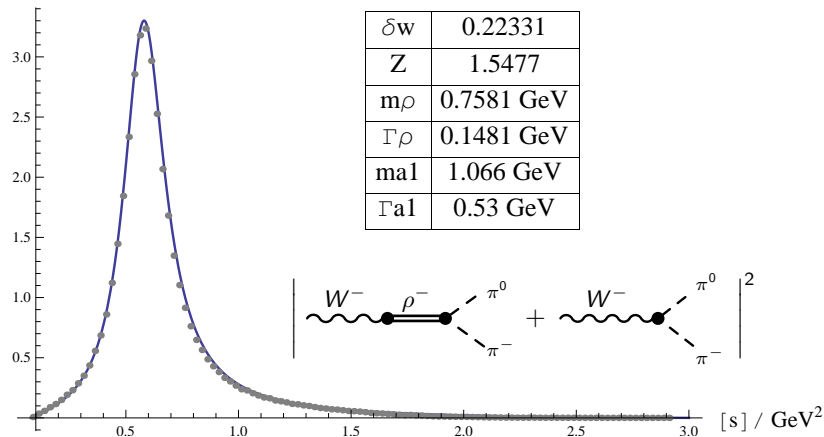 3.0
2.5
2.0
1.5
1.0
0.5
0.5 1.0 1.5 2.0 2.5 3.0
[s] / GeV²
δw 0.22331
Z 1.5477
mρ 0.7581 GeV
Γρ 0.1481 GeV
ma1 1.066 GeV
Γa1 0.53 GeV
W⁻ ρ⁻ π⁰ π⁻ + W⁻ π⁰ π⁻ 2